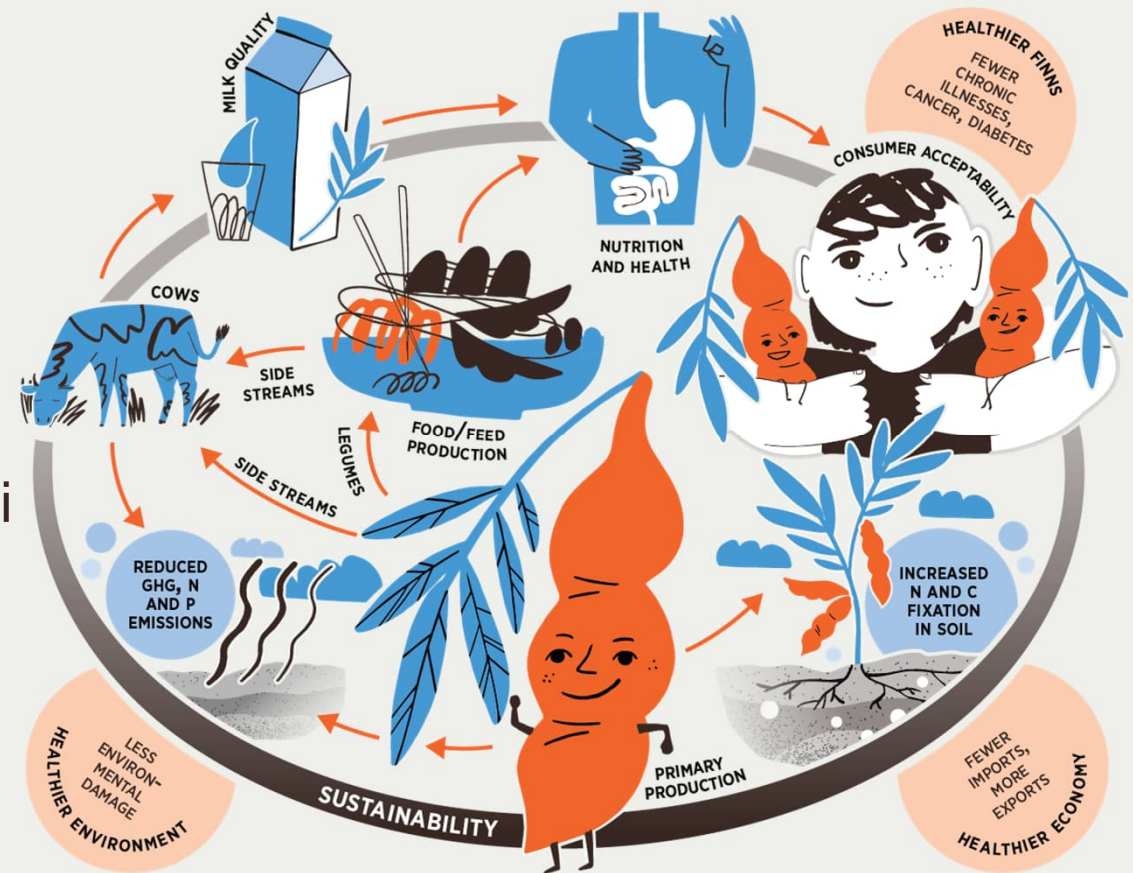 MILK QUALITY
HEALTHIER FINNS
FEWER
CHRONIC
ILLNESSES,
CANCER, DIABETES
CONSUMER ACCEPTABILITY
NUTRITION
AND HEALTH
COWS
SIDE
STREAMS
FOOD/FEED
PRODUCTION
LEGUMES
SIDE STREAMS
i
REDUCED
GHG, N
AND P
EMISSIONS
INCREASED
N AND C
FIXATION
IN SOIL
LESS
ENVIRON-
MENTAL
DAMAGE
HEALTHIER ENVIRONMENT
PRIMARY
PRODUCTION
SUSTAINABILITY
FEWER
IMPORTS,
MORE
EXPORTS
HEALTHIER ECONOMY